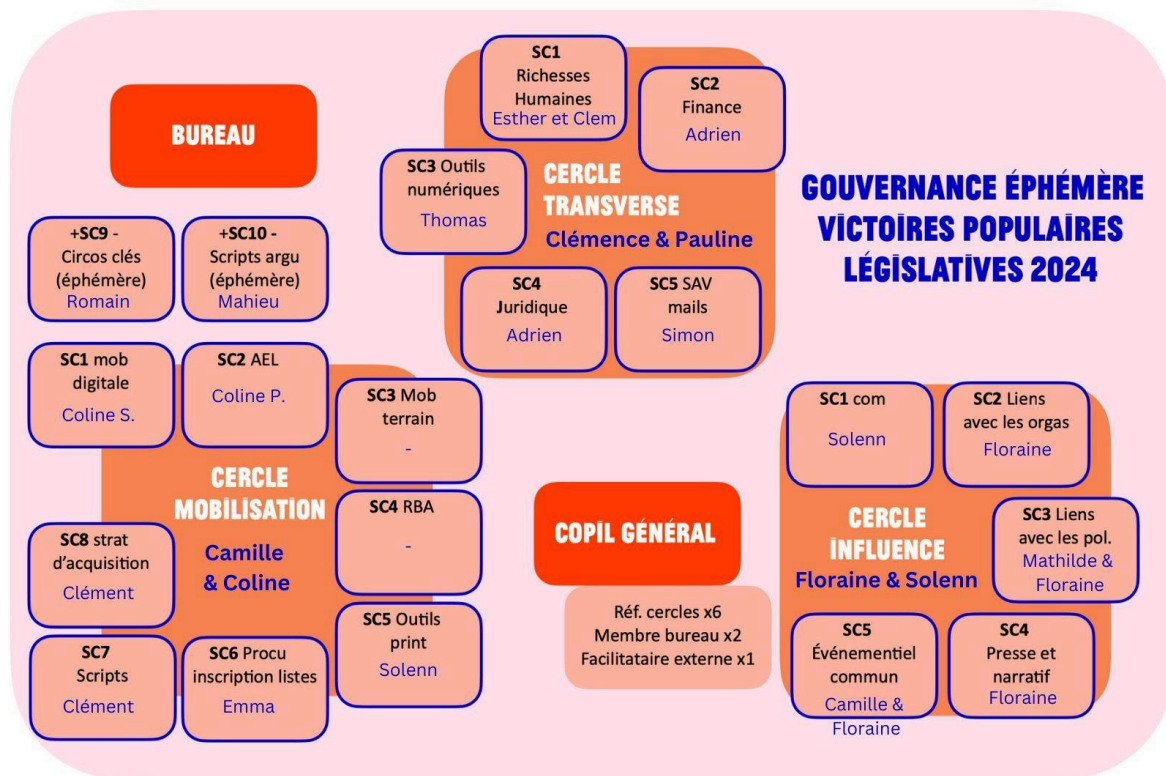 GOUVERNANCE ÉPHÉMÈRE
VICTOIRES POPULAIRES
LÉGISLATIVES 2024
BUREAU
SC1
Richesses
Humaines
Esther et Clem
SC2
Finance
Adrien
SC3 Outils
numériques
Thomas
CERCLE
TRANSVERSE
Clémence & Pauline
SC4
Juridique
Adrien
SC5 SAV
mails
Simon
+SC9 -
Circos clés
(éphémère)
Romain
+SC10 -
Scripts argu
(éphémère)
Mahieu
SC1 mob
digitale
Coline S.
SC2 AEL
Coline P.
SC3 Mob
terrain
-
CERCLE
MOBILISATION
Camille
& Coline
SC4 RBA
-
SC8 strat
d’acquisition
Clément
SC5 Outils
print
Solenn
SC7
Scripts
Clément
SC6 Procu
inscription listes
Emma
COPIL GÉNÉRAL
Réf. cercles x6
Membre bureau x2
Facilitataire externe x1
SC1 com
Solenn
SC2 Liens
avec les orgas
Floraine
CERCLE
INFLUENCE
Floraine & Solenn
SC3 Liens
avec les pol.
Mathilde &
Floraine
SC5
Événementiel
commun
Camille &
Floraine
SC4
Presse et
narratif
Floraine